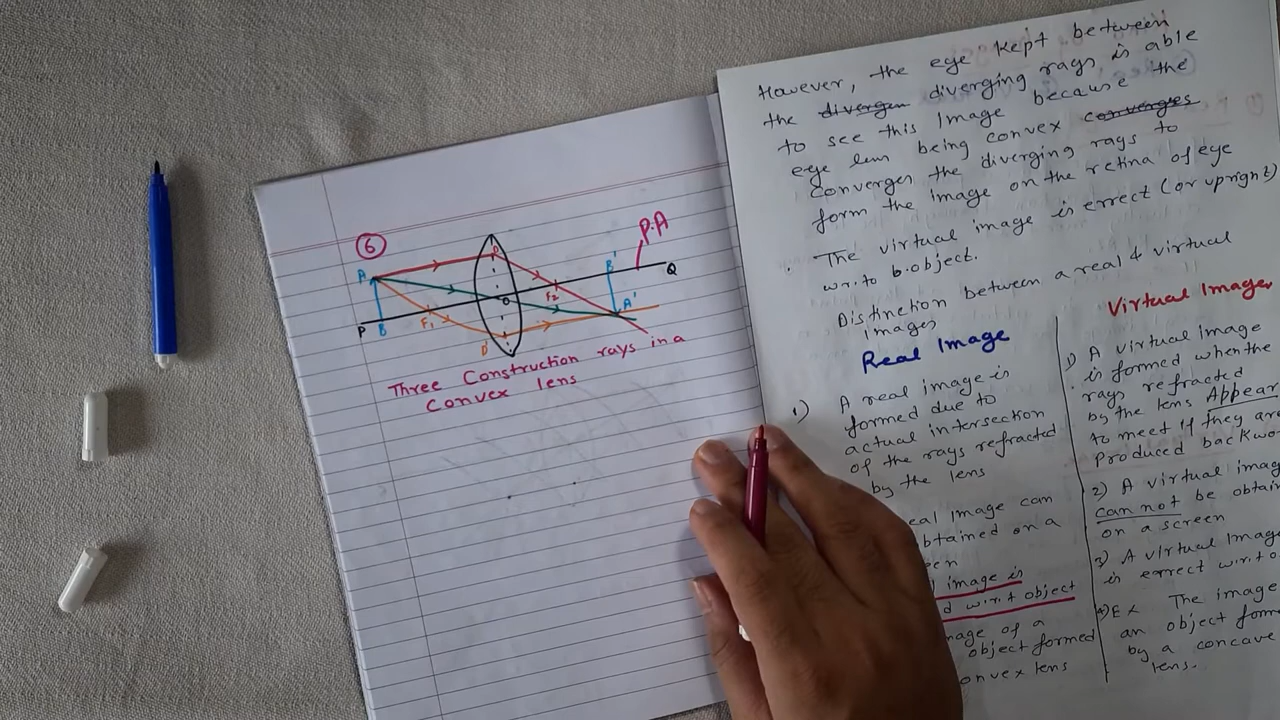 6
P.A
A
D
B'
Q
F2
O
P
B
F1
A'
D'
Three Construction rays in a
Convex lens
However, the eye kept between
the divergen diverging rays is able
to see this Image because the
eye lens being convex converges
converges the diverging rays to
form the image on the retina of eye
. The virtual image is errect (or upright)
w.r.to b.object.
Distinction between a real & virtual
images
Real Image
1) A real image is
formed due to
actual intersection
of the rays refracted
by the lens
eal Image can
btained on a
een
image is
d w.r.t object
mage of a
object formed
onvex lens
Virtual Images
1) A virtual image
is formed when the
rays refracted
by the lens Appear
to meet if they are
produced backwa
2) A virtual imag
can not be obtain
on a screen
3) A virtual Image
is errect w.r.t o
4) Ex The image
an object form
by a concave
lens.